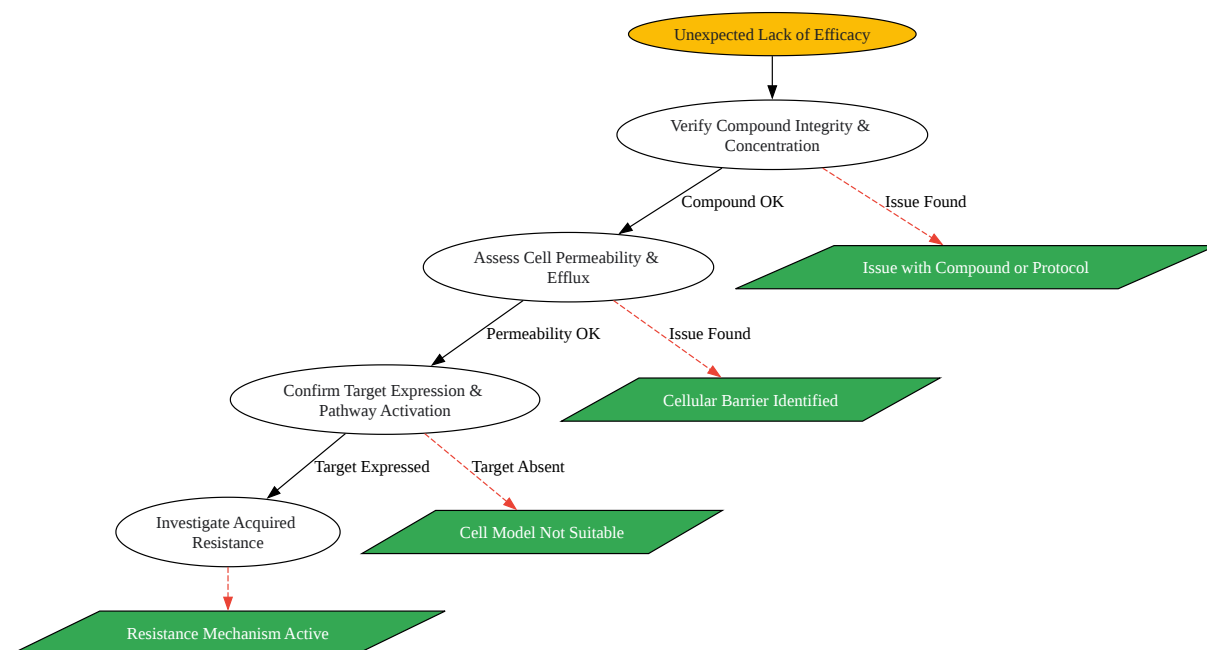 Unexpected Lack of Efficacy
Verify Compound Integrity &
Concentration
Compound OK
Issue Found
Assess Cell Permeability &
Efflux
Issue with Compound or Protocol
Permeability OK
Issue Found
Confirm Target Expression &
Pathway Activation
Cellular Barrier Identified
Target Expressed
Target Absent
Investigate Acquired
Resistance
Cell Model Not Suitable
Resistance Mechanism Active